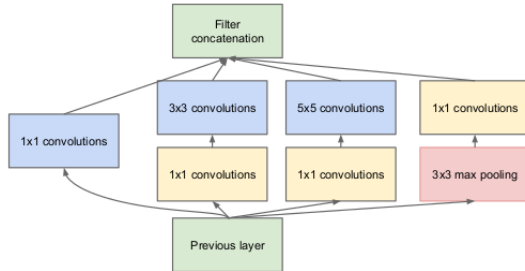 Filter
concatenation
3x3 convolutions
5x5 convolutions
1x1 convolutions
1x1 convolutions
1x1 convolutions
1x1 convolutions
3x3 max pooling
Previous layer